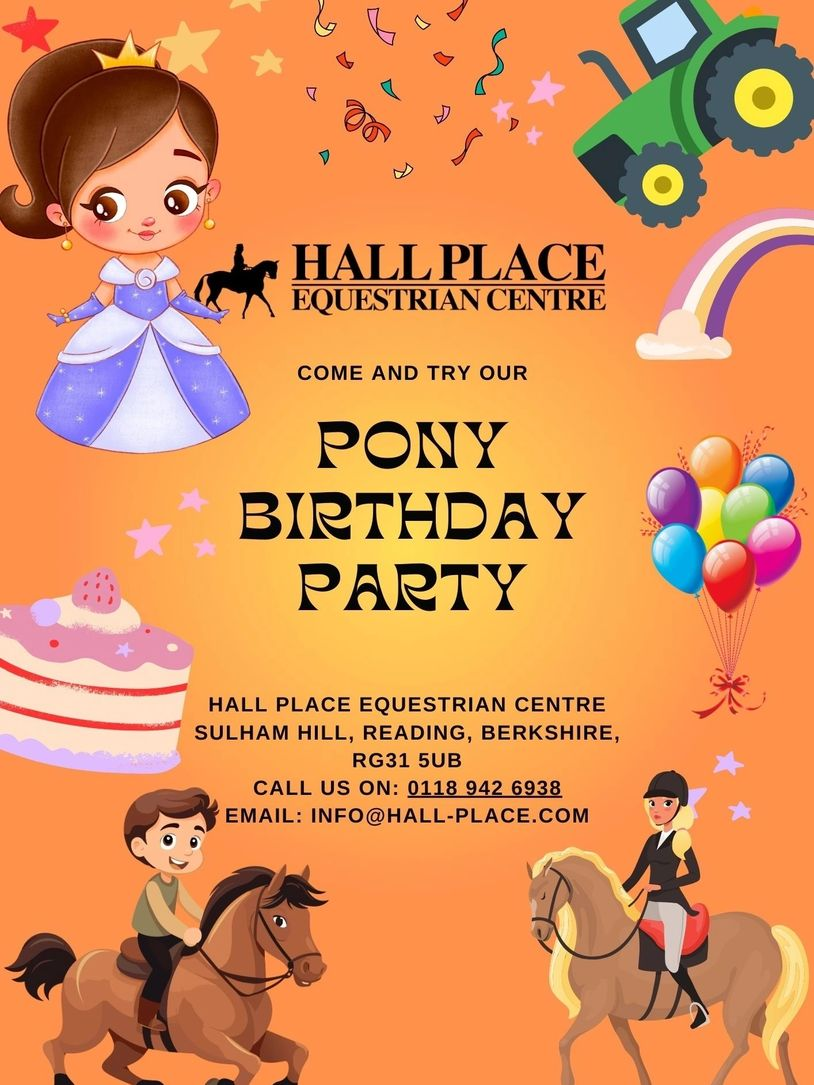 HALL PLACE
EQUESTRIAN CENTRE
COME AND TRY OUR
PONY
BIRTHDAY
PARTY
HALL PLACE EQUESTRIAN CENTRE
SULHAM HILL, READING, BERKSHIRE,
RG31 5UB
CALL US ON: 0118 942 6938
EMAIL: INFO@HALL-PLACE.COM